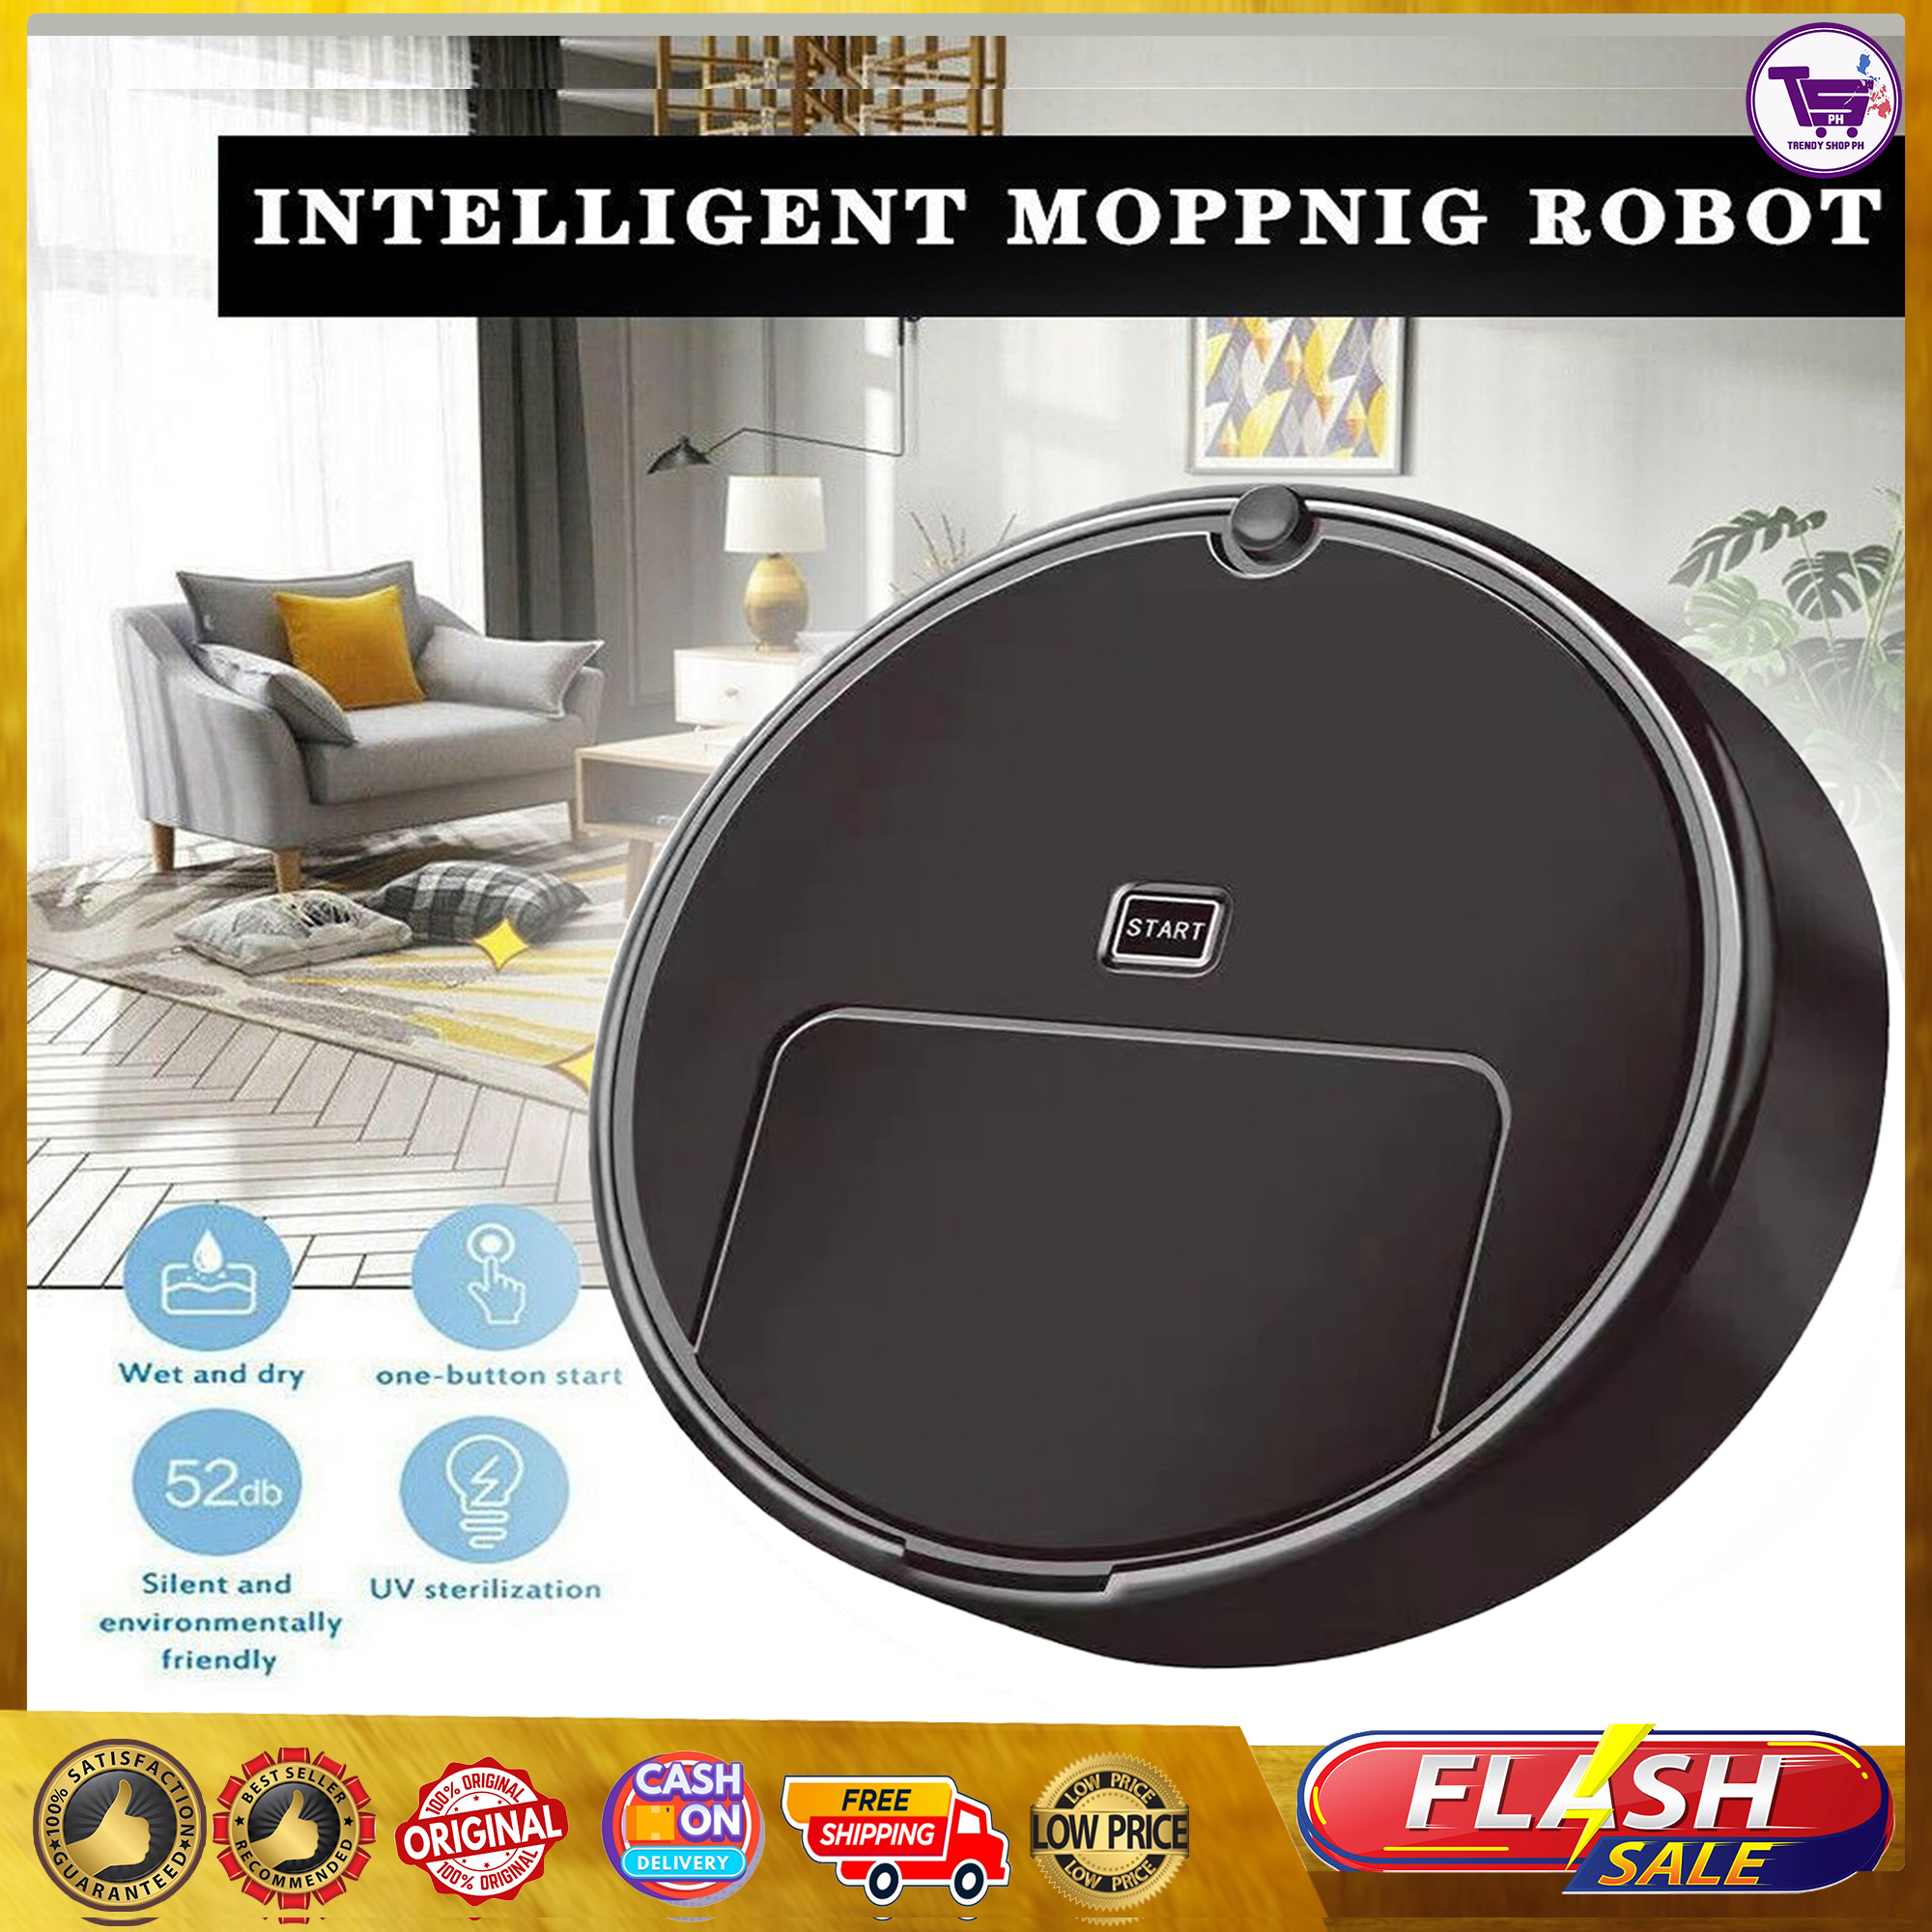 PH
TRENDY SHOP PH
INTELLIGENT MOPPNIG ROBOT
START
Wet and dry
one-button start
52db
Silent and
environmentally
friendly
UV sterilization
100% SATISFACTION
GUARANTEED
BEST SELLER
RECOMMENDED
100% ORIGINAL
ORIGINAL
100% ORIGINAL
CASH
ON
DELIVERY
FREE
SHIPPING
LOW PRICE
LOW PRICE
LOW PRICE
FLASH
SALE